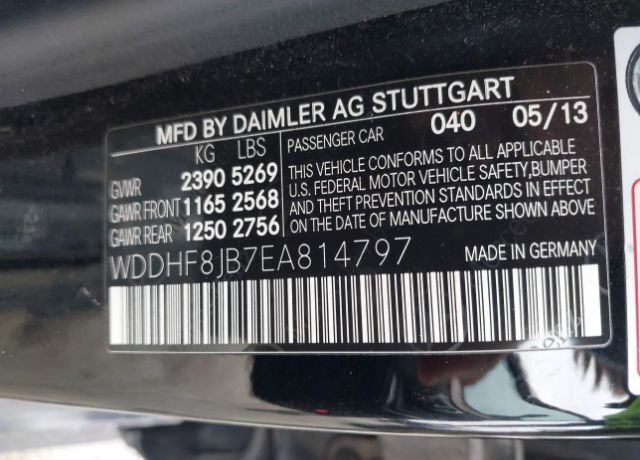 MFD BY DAIMLER AG STUTTGART
KG LBS
GVWR 2390 5269
GAWR FRONT 1165 2568
GAWR REAR 1250 2756
PASSENGER CAR 040 05/13
THIS VEHICLE CONFORMS TO ALL APPLICABLE
U.S. FEDERAL MOTOR VEHICLE SAFETY,BUMPER
AND THEFT PREVENTION STANDARDS IN EFFECT
ON THE DATE OF MANUFACTURE SHOWN ABOVE.
WDDHF8JB7EA814797
MADE IN GERMANY